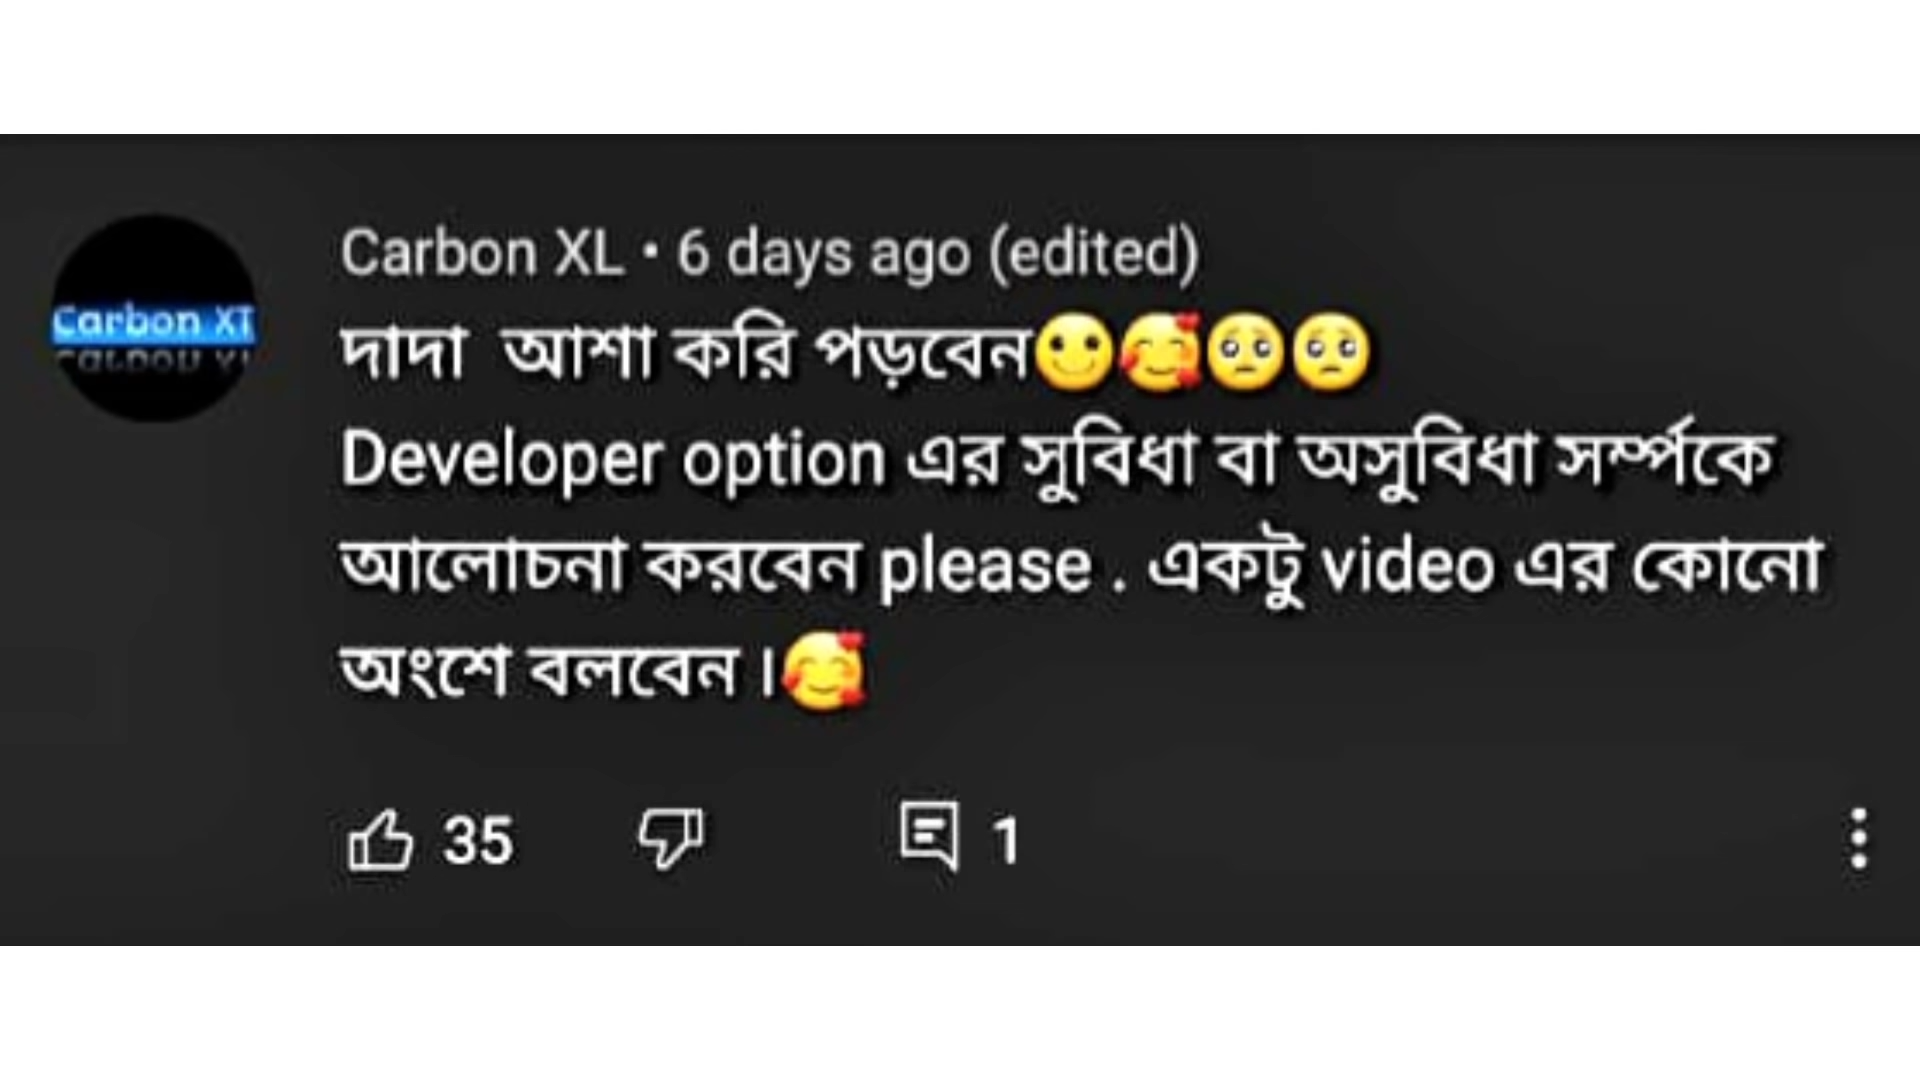 Carbon XL • 6 days ago (edited)
Carbon XL
দাদা আশা করি পড়বেন🙂🥰🥺🥺
Developer option এর সুবিধা বা অসুবিধা সর্ম্পকে
আলোচনা করবেন please . একটু video এর কোনো
অংশে বলবেন ।🥰
35 1